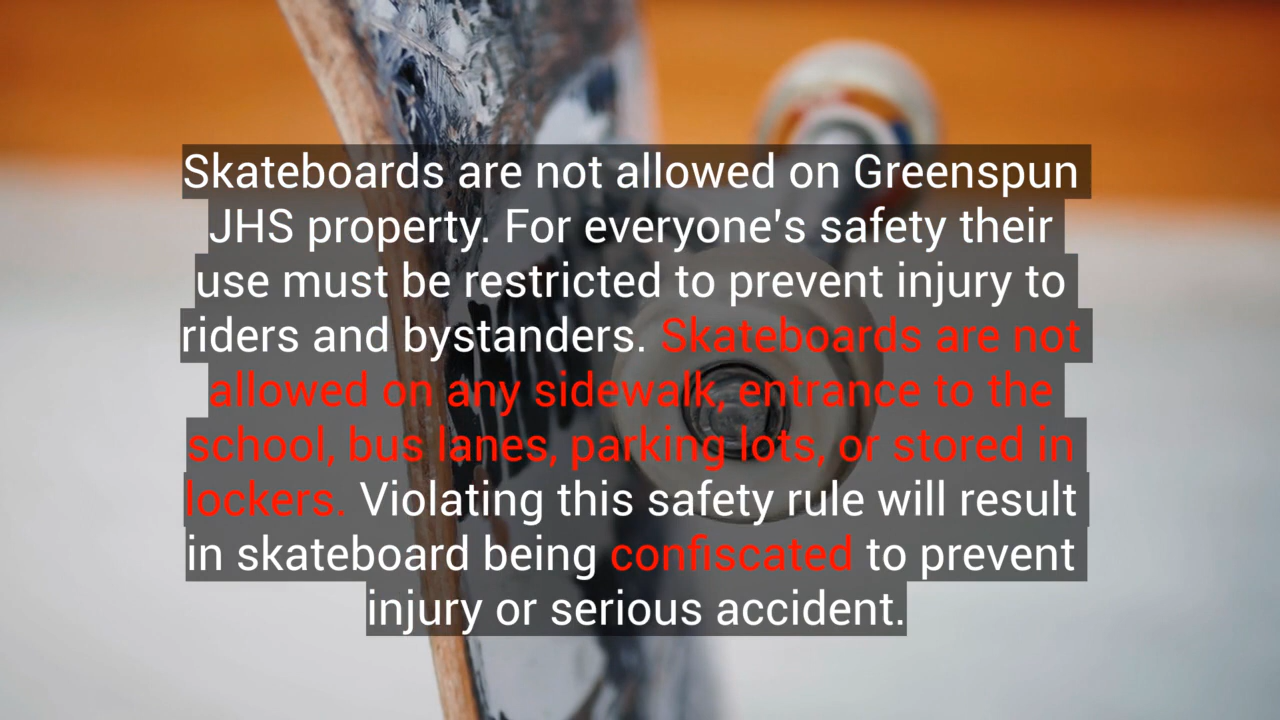 Skateboards are not allowed on Greenspun
JHS property. For everyone's safety their
use must be restricted to prevent injury to
riders and bystanders. Skateboards are not
allowed on any sidewalk, entrance to the
school, bus lanes, parking lots, or stored in
lockers. Violating this safety rule will result
in skateboard being confiscated to prevent
injury or serious accident.